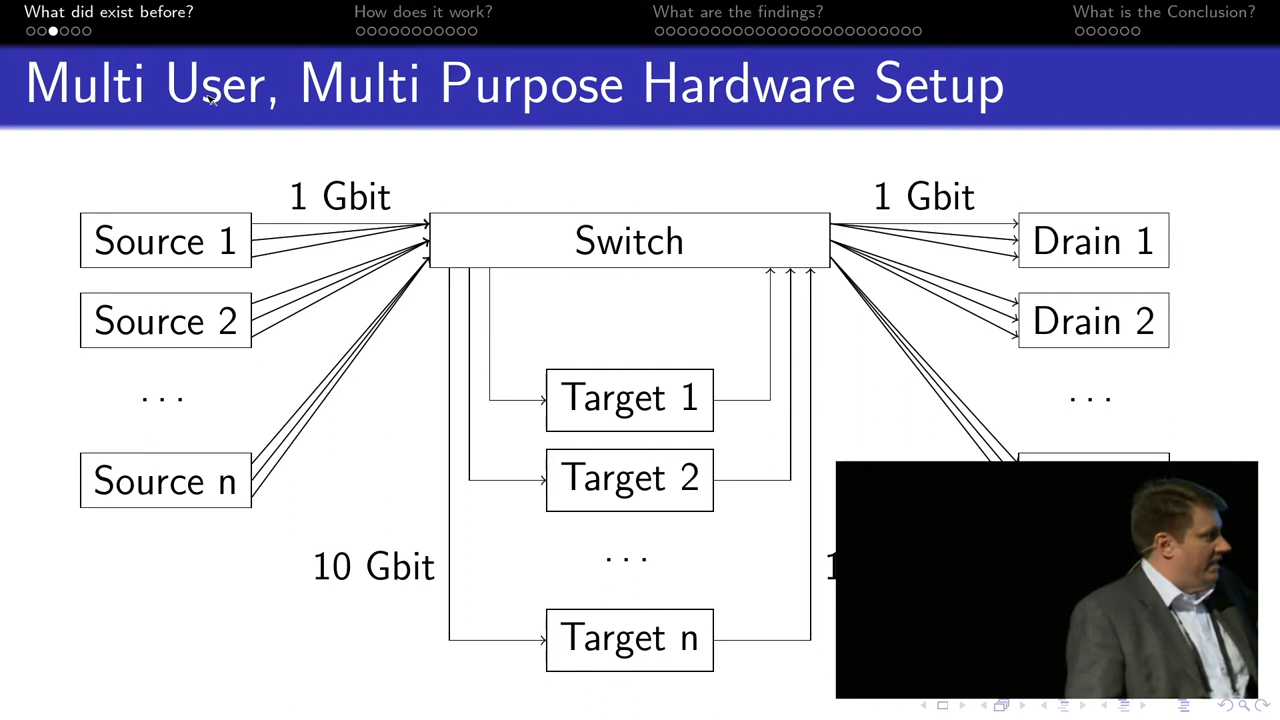 What did exist before? How does it work? What are the findings? What is the Conclusion?
Multi User, Multi Purpose Hardware Setup
1 Gbit 1 Gbit
Source 1 Switch Drain 1
Source 2 Drain 2
. . . . . .
Target 1
Target 2
Source n
. . .
10 Gbit
Target n